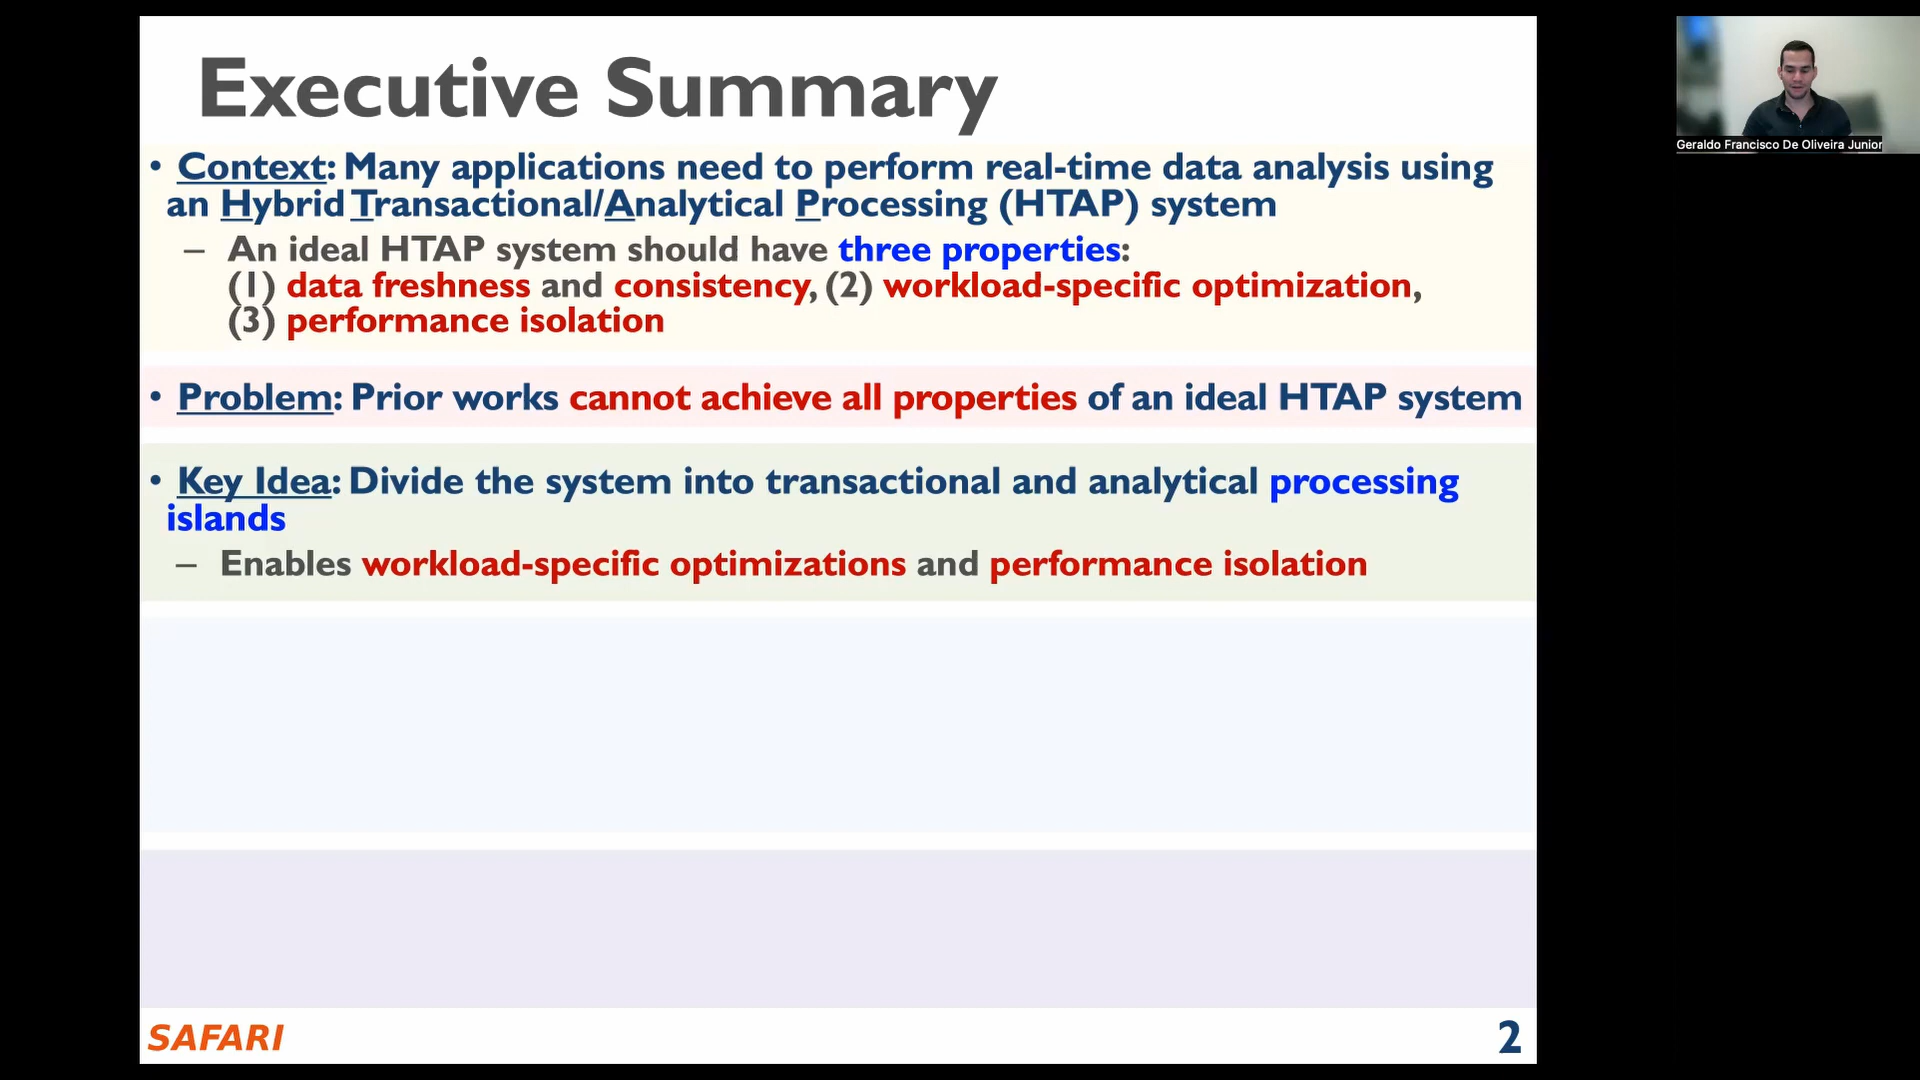 Executive Summary
• Context: Many applications need to perform real-time data analysis using
an Hybrid Transactional/Analytical Processing (HTAP) system
– An ideal HTAP system should have three properties:
(1) data freshness and consistency, (2) workload-specific optimization,
(3) performance isolation
• Problem: Prior works cannot achieve all properties of an ideal HTAP system
• Key Idea: Divide the system into transactional and analytical processing
islands
– Enables workload-specific optimizations and performance isolation
SAFARI
2
Geraldo Francisco De Oliveira Junior